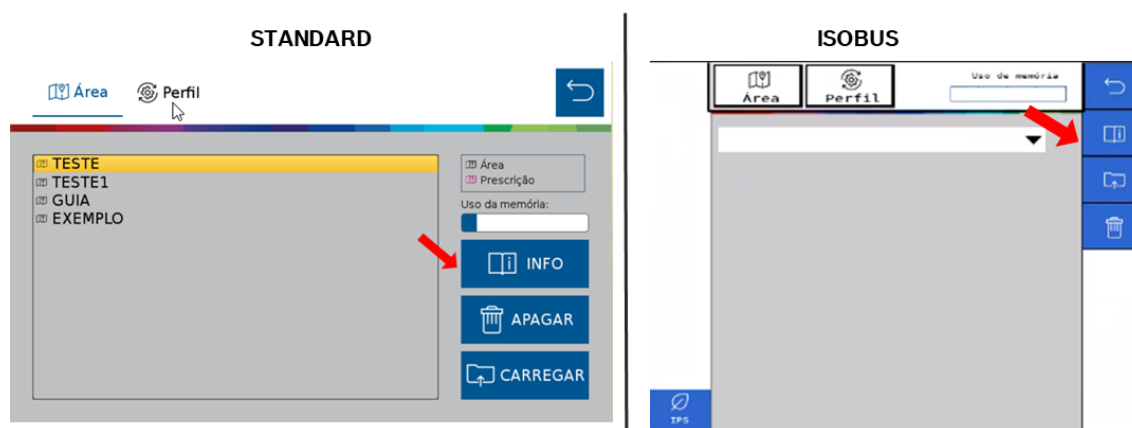 STANDARD
Área
Perfil
TESTE
TESTE1
GUIA
EXEMPLO
Área
Prescrição
Uso da memória:
INFO
APAGAR
CARREGAR
ISOBUS
Área
Perfil
Uso de memória
IPS